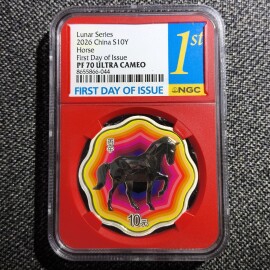 Lunar Series
2026 China S10Y
Horse
First Day of Issue
PF 70 ULTRA CAMEO
8655866-044
1st
FIRST DAY OF ISSUE
NGC
10元